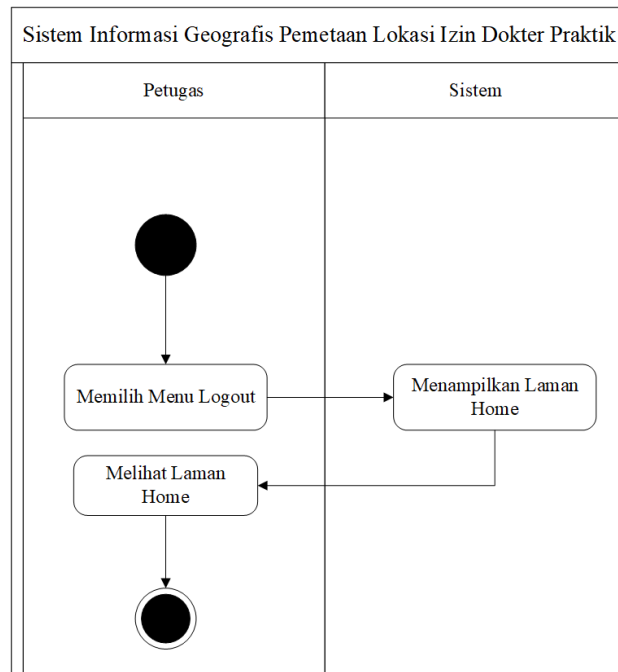 Sistem Informasi Geografis Pemetaan Lokasi Izin Dokter Praktik
Petugas
Sistem
Memilih Menu Logout
Menampilkan Laman
Home
Melihat Laman
Home